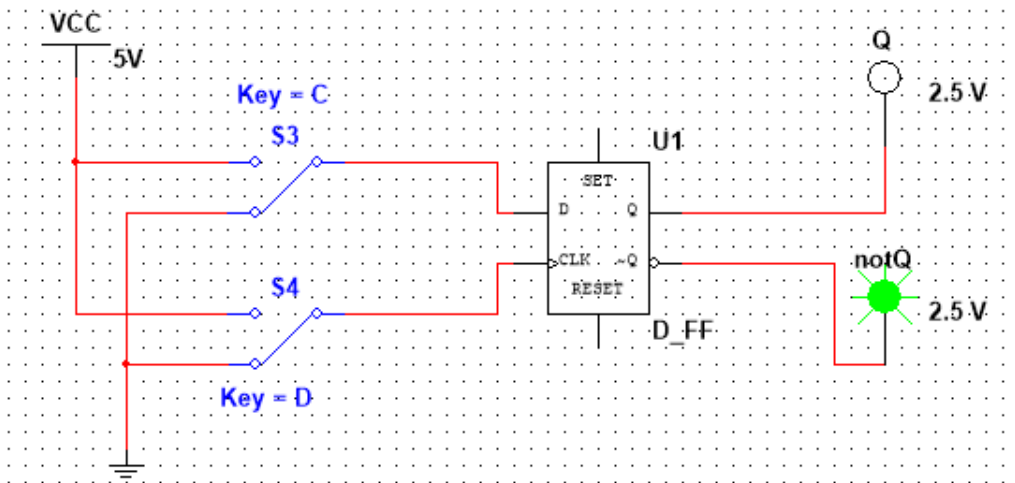 VCC
5V
Key = C
S3
S4
Key = D
U1
SET
D Q
CLK ~Q
RESET
D_FF
Q
2.5 V
notQ
2.5 V